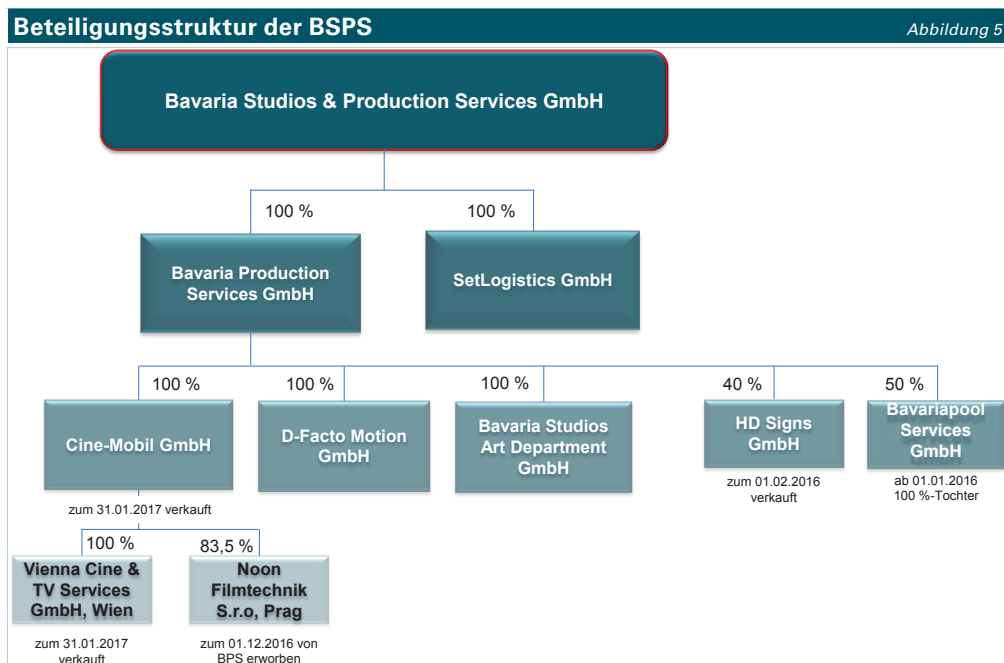 Beteiligungsstruktur der BSPS
Abbildung 5
Bavaria Studios & Production Services GmbH
100 %
100 %
Bavaria Production
Services GmbH
SetLogistics GmbH
100 %
100 %
100 %
40 %
50 %
Cine-Mobil GmbH
D-Facto Motion
GmbH
Bavaria Studios
Art Department
GmbH
HD Signs
GmbH
Bavariapool
Services
GmbH
zum 31.01.2017 verkauft
zum 01.02.2016
verkauft
ab 01.01.2016
100 %-Tochter
100 %
83,5 %
Vienna Cine &
TV Services
GmbH, Wien
Noon
Filmtechnik
S.r.o, Prag
zum 31.01.2017
verkauft
zum 01.12.2016 von
BPS erworben